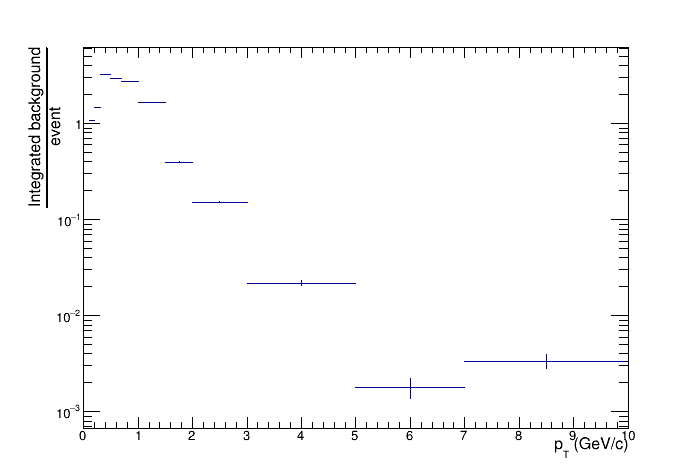 Integrated background
event
1
10⁻¹
10⁻²
10⁻³
0 1 2 3 4 5 6 7 8 9 10
p_T (GeV/c)